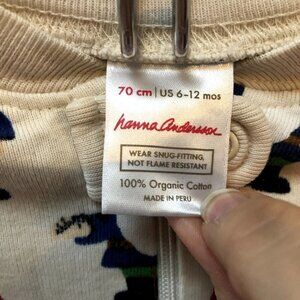 70 cm | US 6-12 mos
hanna andersson
WEAR SNUG-FITTING,
NOT FLAME RESISTANT
100% Organic Cotton
MADE IN PERU